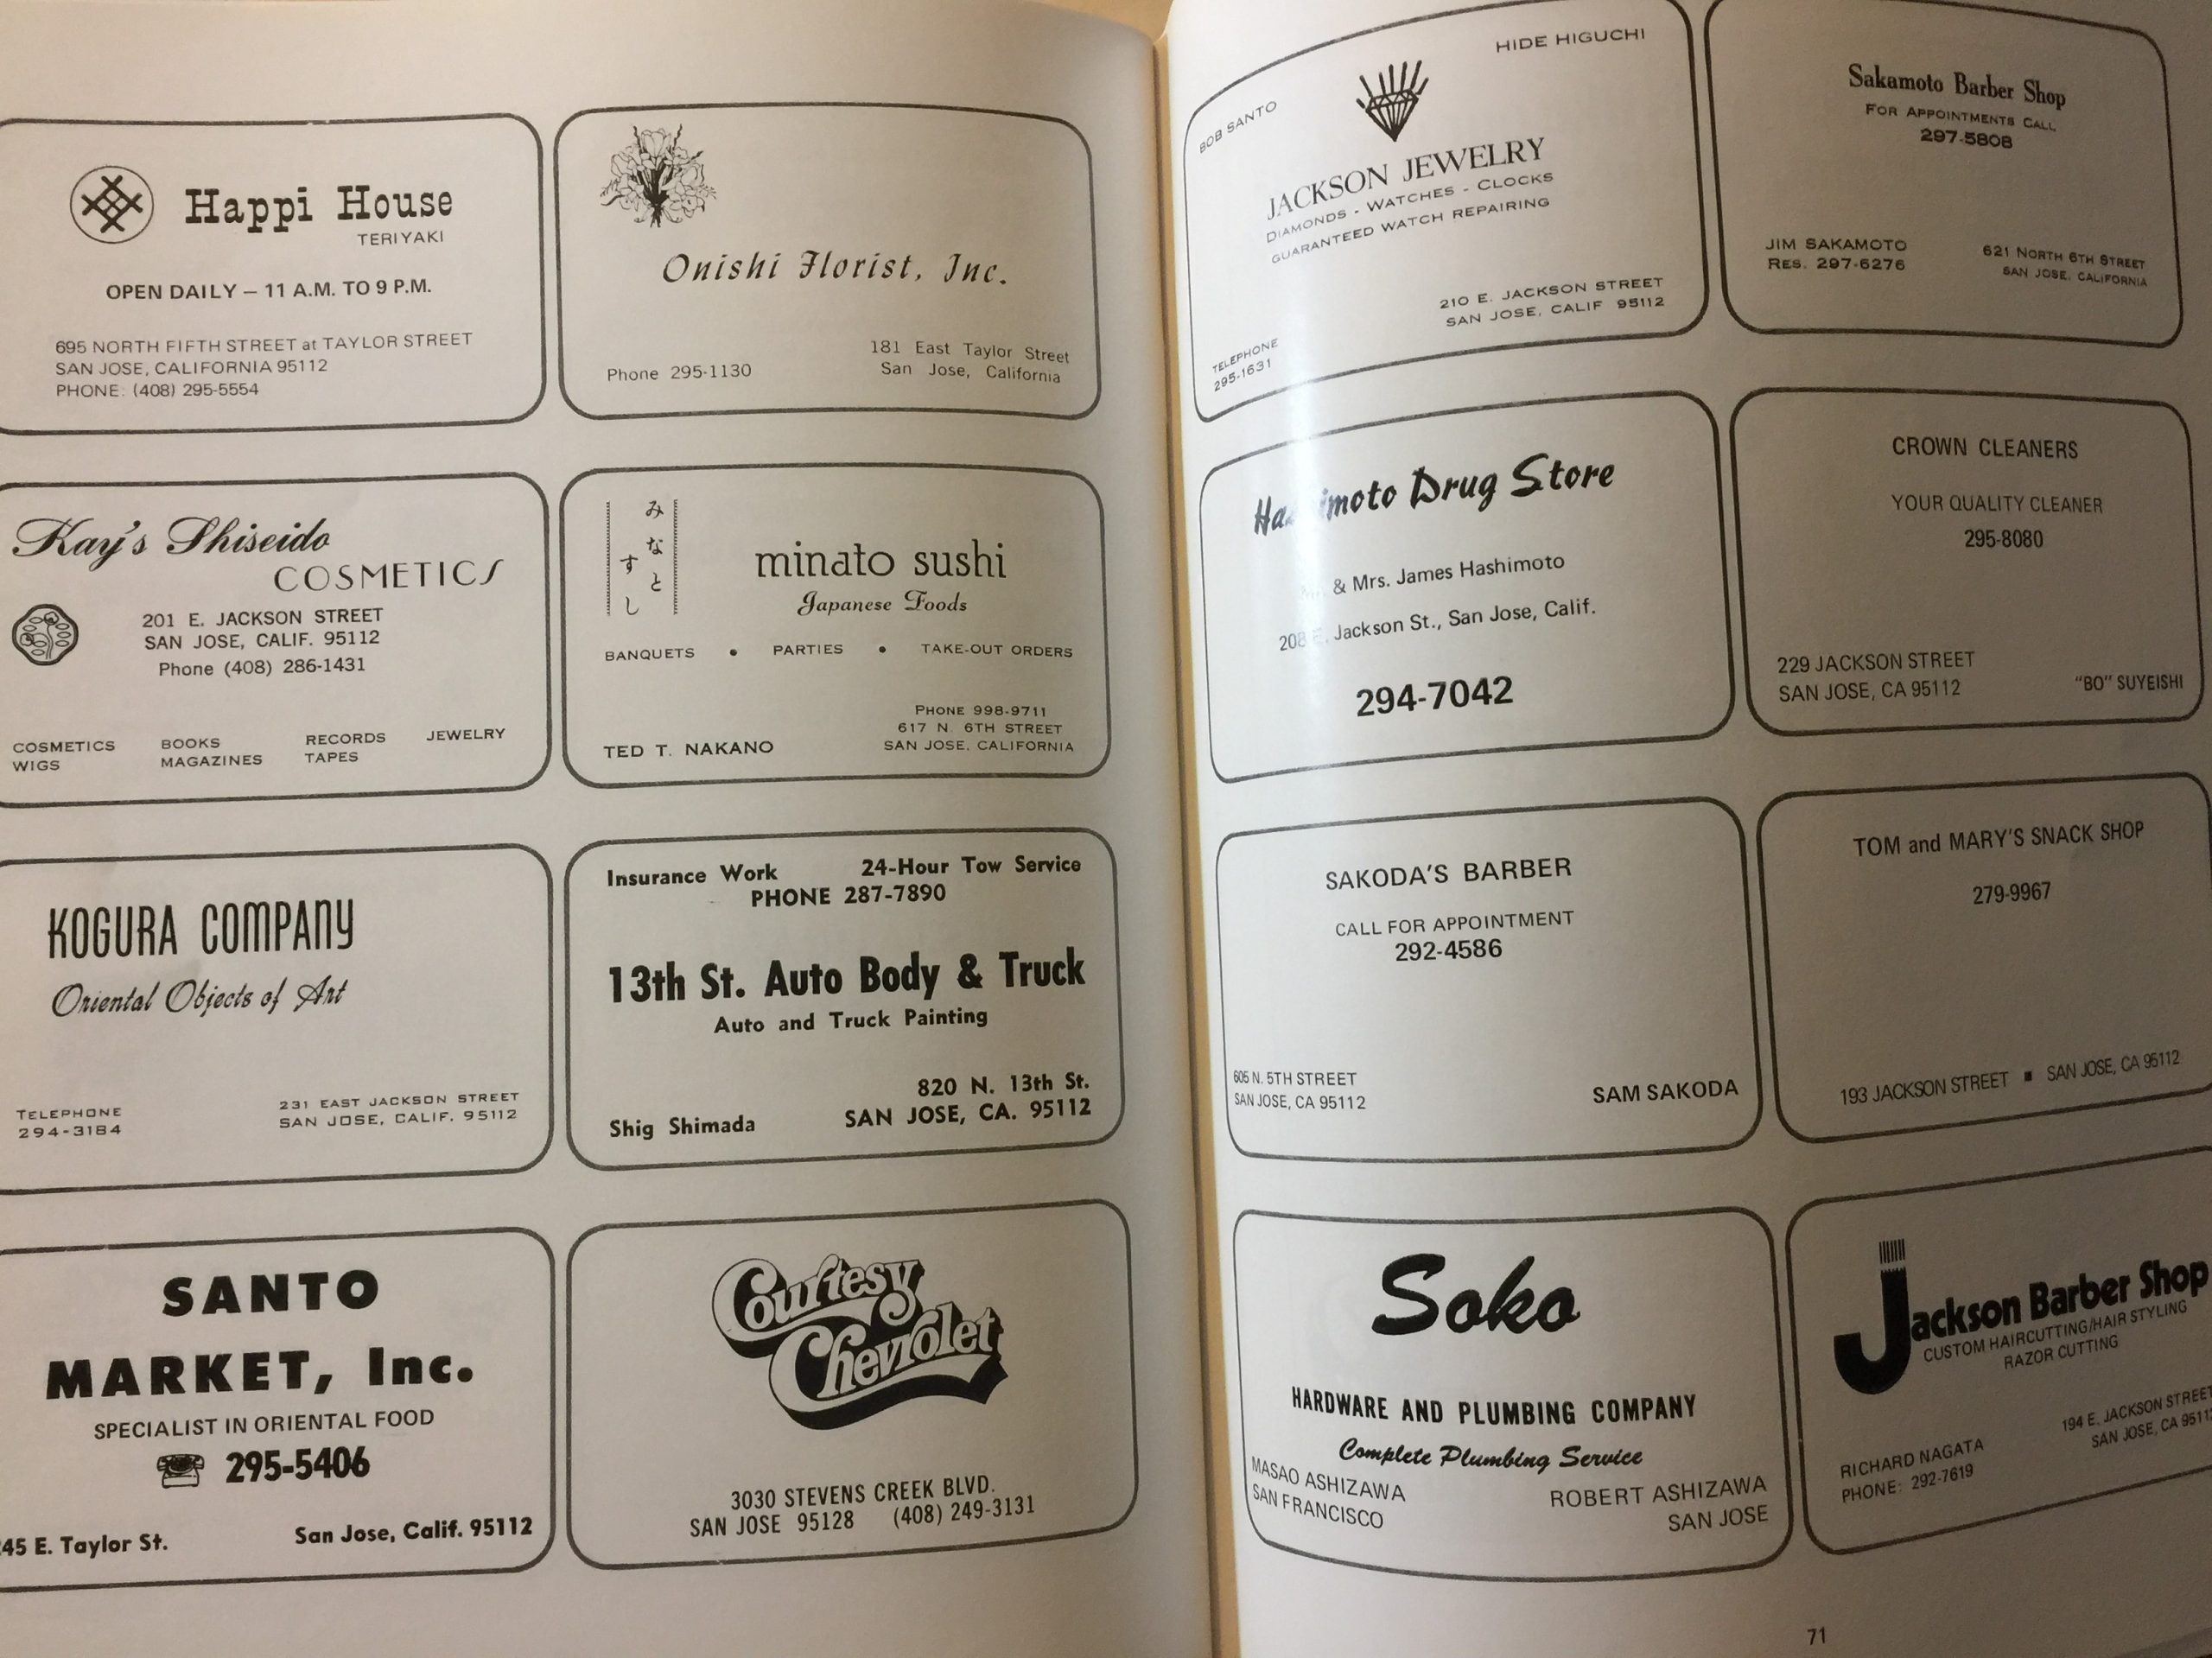 Happi House
TERIYAKI
OPEN DAILY – 11 A.M. TO 9 P.M.
695 NORTH FIFTH STREET at TAYLOR STREET
SAN JOSE, CALIFORNIA 95112
PHONE: (408) 295-5554
Onishi Florist, Inc.
Phone 295-1130
181 East Taylor Street
San Jose, California
Kay's Shiseido
COSMETICS
201 E. JACKSON STREET
SAN JOSE, CALIF. 95112
Phone (408) 286-1431
COSMETICS
WIGS
BOOKS
MAGAZINES
RECORDS
TAPES
JEWELRY
みなと
すし
minato sushi
Japanese Foods
BANQUETS • PARTIES • TAKE-OUT ORDERS
TED T. NAKANO
PHONE 998-9711
617 N. 6TH STREET
SAN JOSE, CALIFORNIA
KOGURA COMPANY
Oriental Objects of Art
TELEPHONE
294-3184
231 EAST JACKSON STREET
SAN JOSE, CALIF. 95112
Insurance Work 24-Hour Tow Service
PHONE 287-7890
13th St. Auto Body & Truck
Auto and Truck Painting
Shig Shimada
820 N. 13th St.
SAN JOSE, CA. 95112
SANTO
MARKET, Inc.
SPECIALIST IN ORIENTAL FOOD
295-5406
45 E. Taylor St. San Jose, Calif. 95112
Courtesy
Chevrolet
3030 STEVENS CREEK BLVD.
SAN JOSE 95128 (408) 249-3131
BOB SANTO
HIDE HIGUCHI
JACKSON JEWELRY
DIAMONDS - WATCHES - CLOCKS
GUARANTEED WATCH REPAIRING
TELEPHONE
295-1631
210 E. JACKSON STREET
SAN JOSE, CALIF 95112
Sakamoto Barber Shop
FOR APPOINTMENTS CALL
297-5808
JIM SAKAMOTO
RES. 297-6276
621 NORTH 6TH STREET
SAN JOSE, CALIFORNIA
Hashimoto Drug Store
& Mrs. James Hashimoto
208 E. Jackson St., San Jose, Calif.
294-7042
CROWN CLEANERS
YOUR QUALITY CLEANER
295-8080
229 JACKSON STREET
SAN JOSE, CA 95112
"BO" SUYEISHI
SAKODA'S BARBER
CALL FOR APPOINTMENT
292-4586
605 N. 5TH STREET
SAN JOSE, CA 95112
SAM SAKODA
TOM and MARY'S SNACK SHOP
279-9967
193 JACKSON STREET ▪ SAN JOSE, CA 95112
Soko
HARDWARE AND PLUMBING COMPANY
Complete Plumbing Service
MASAO ASHIZAWA
SAN FRANCISCO
ROBERT ASHIZAWA
SAN JOSE
Jackson Barber Shop
CUSTOM HAIRCUTTING/HAIR STYLING
RAZOR CUTTING
RICHARD NAGATA
PHONE: 292-7619
194 E. JACKSON STREET
SAN JOSE, CA 9511
71